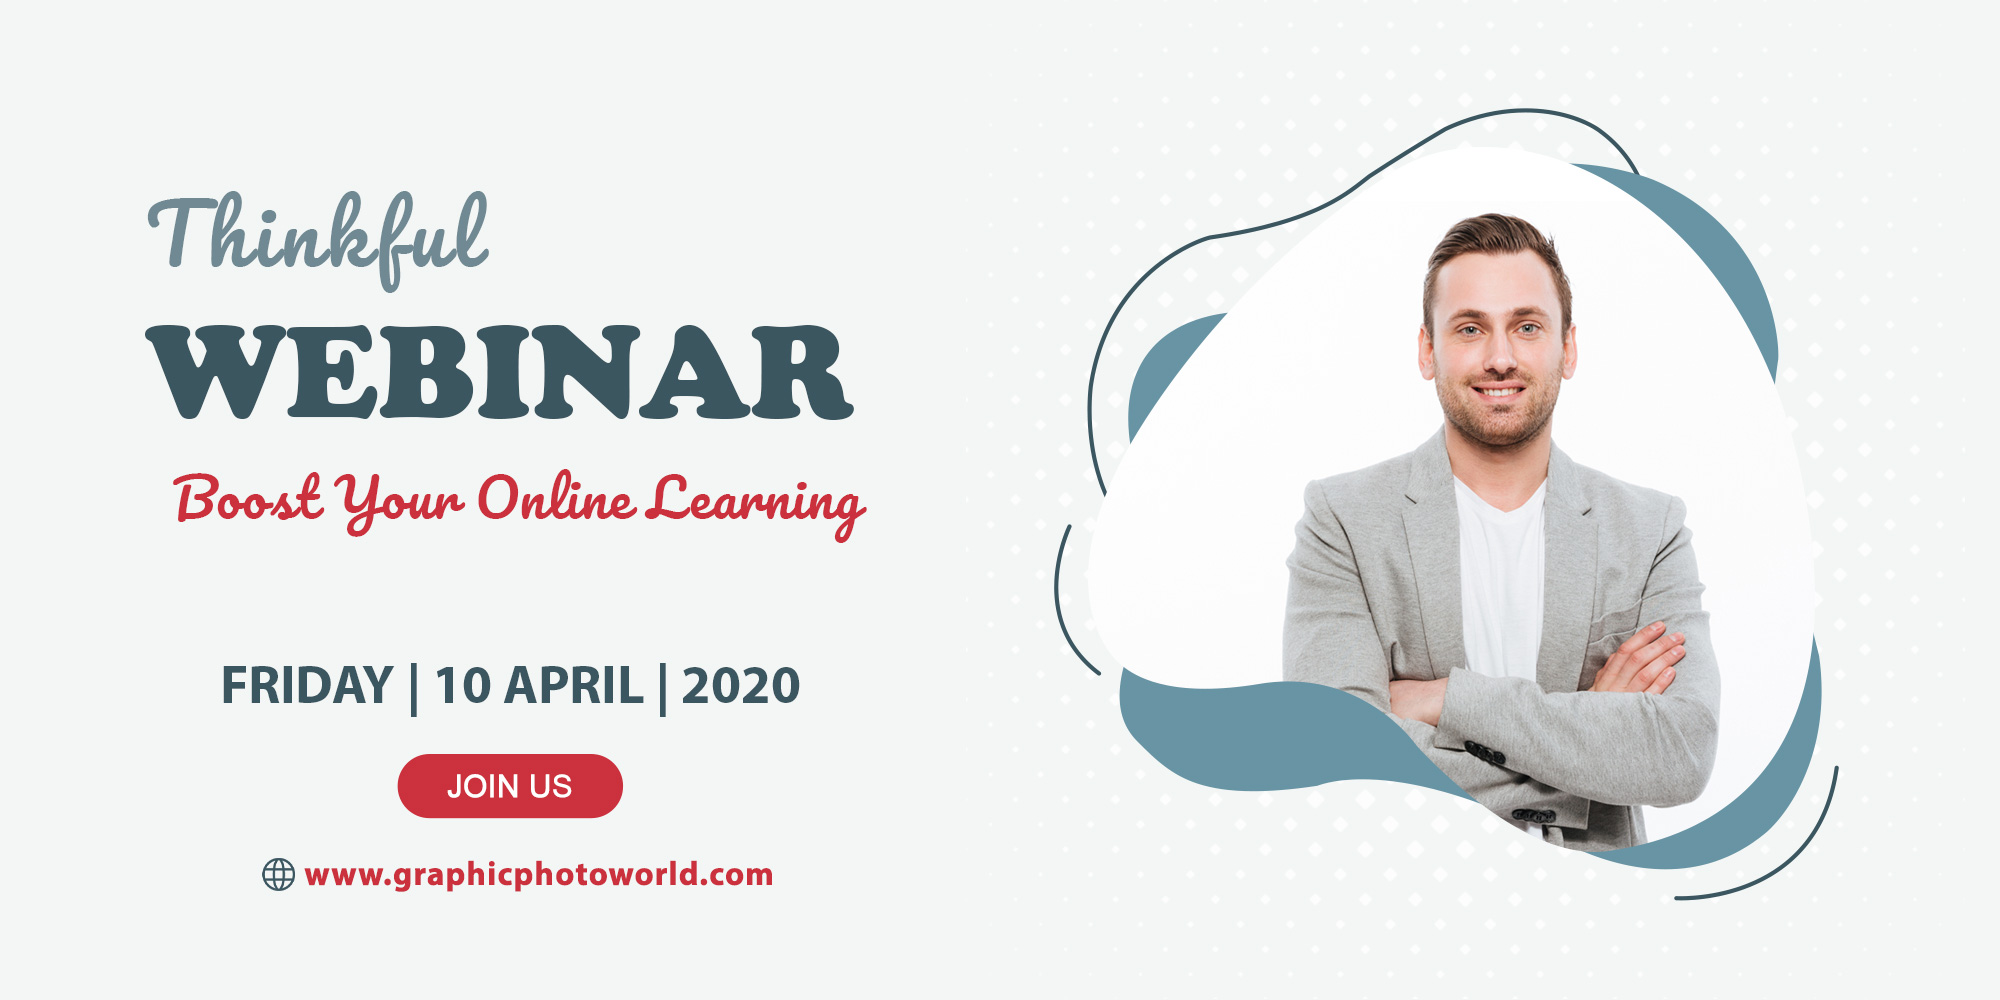 Thinkful
WEBINAR
Boost Your Online Learning
FRIDAY | 10 APRIL | 2020
JOIN US
www.graphicphotoworld.com